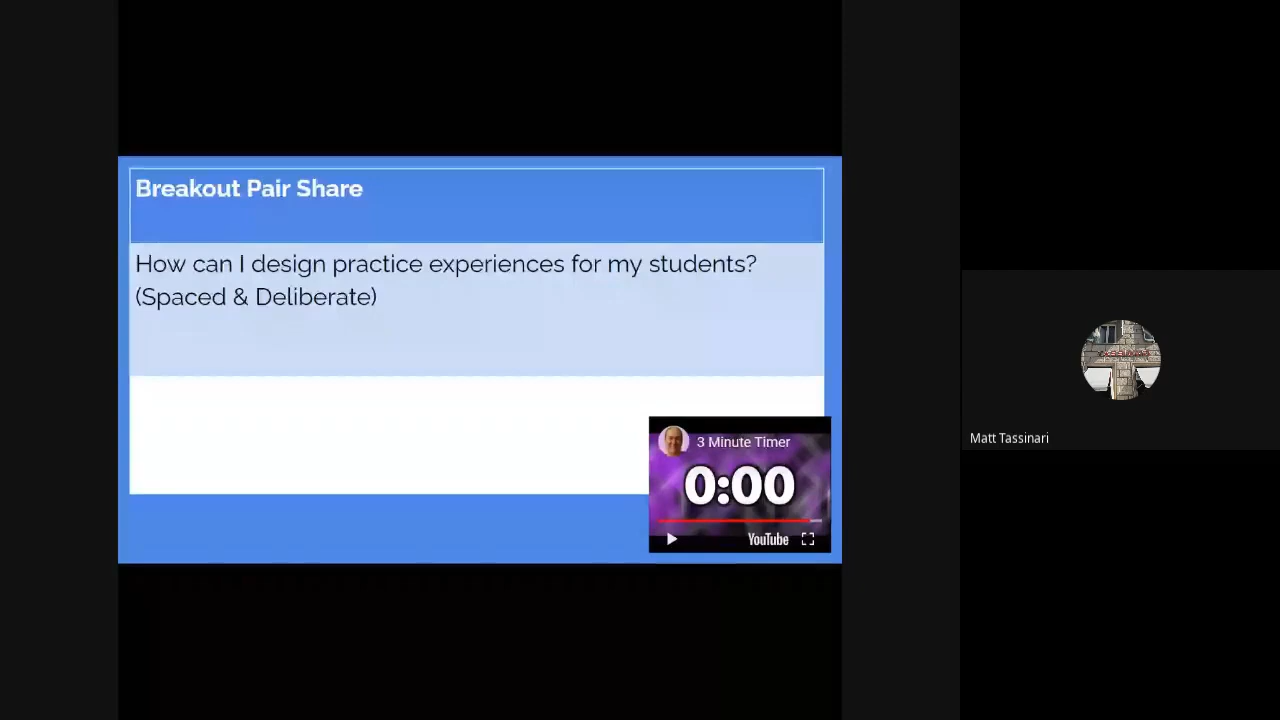 Breakout Pair Share
How can I design practice experiences for my students?
(Spaced & Deliberate)
3 Minute Timer
0:00
YouTube
Matt Tassinari